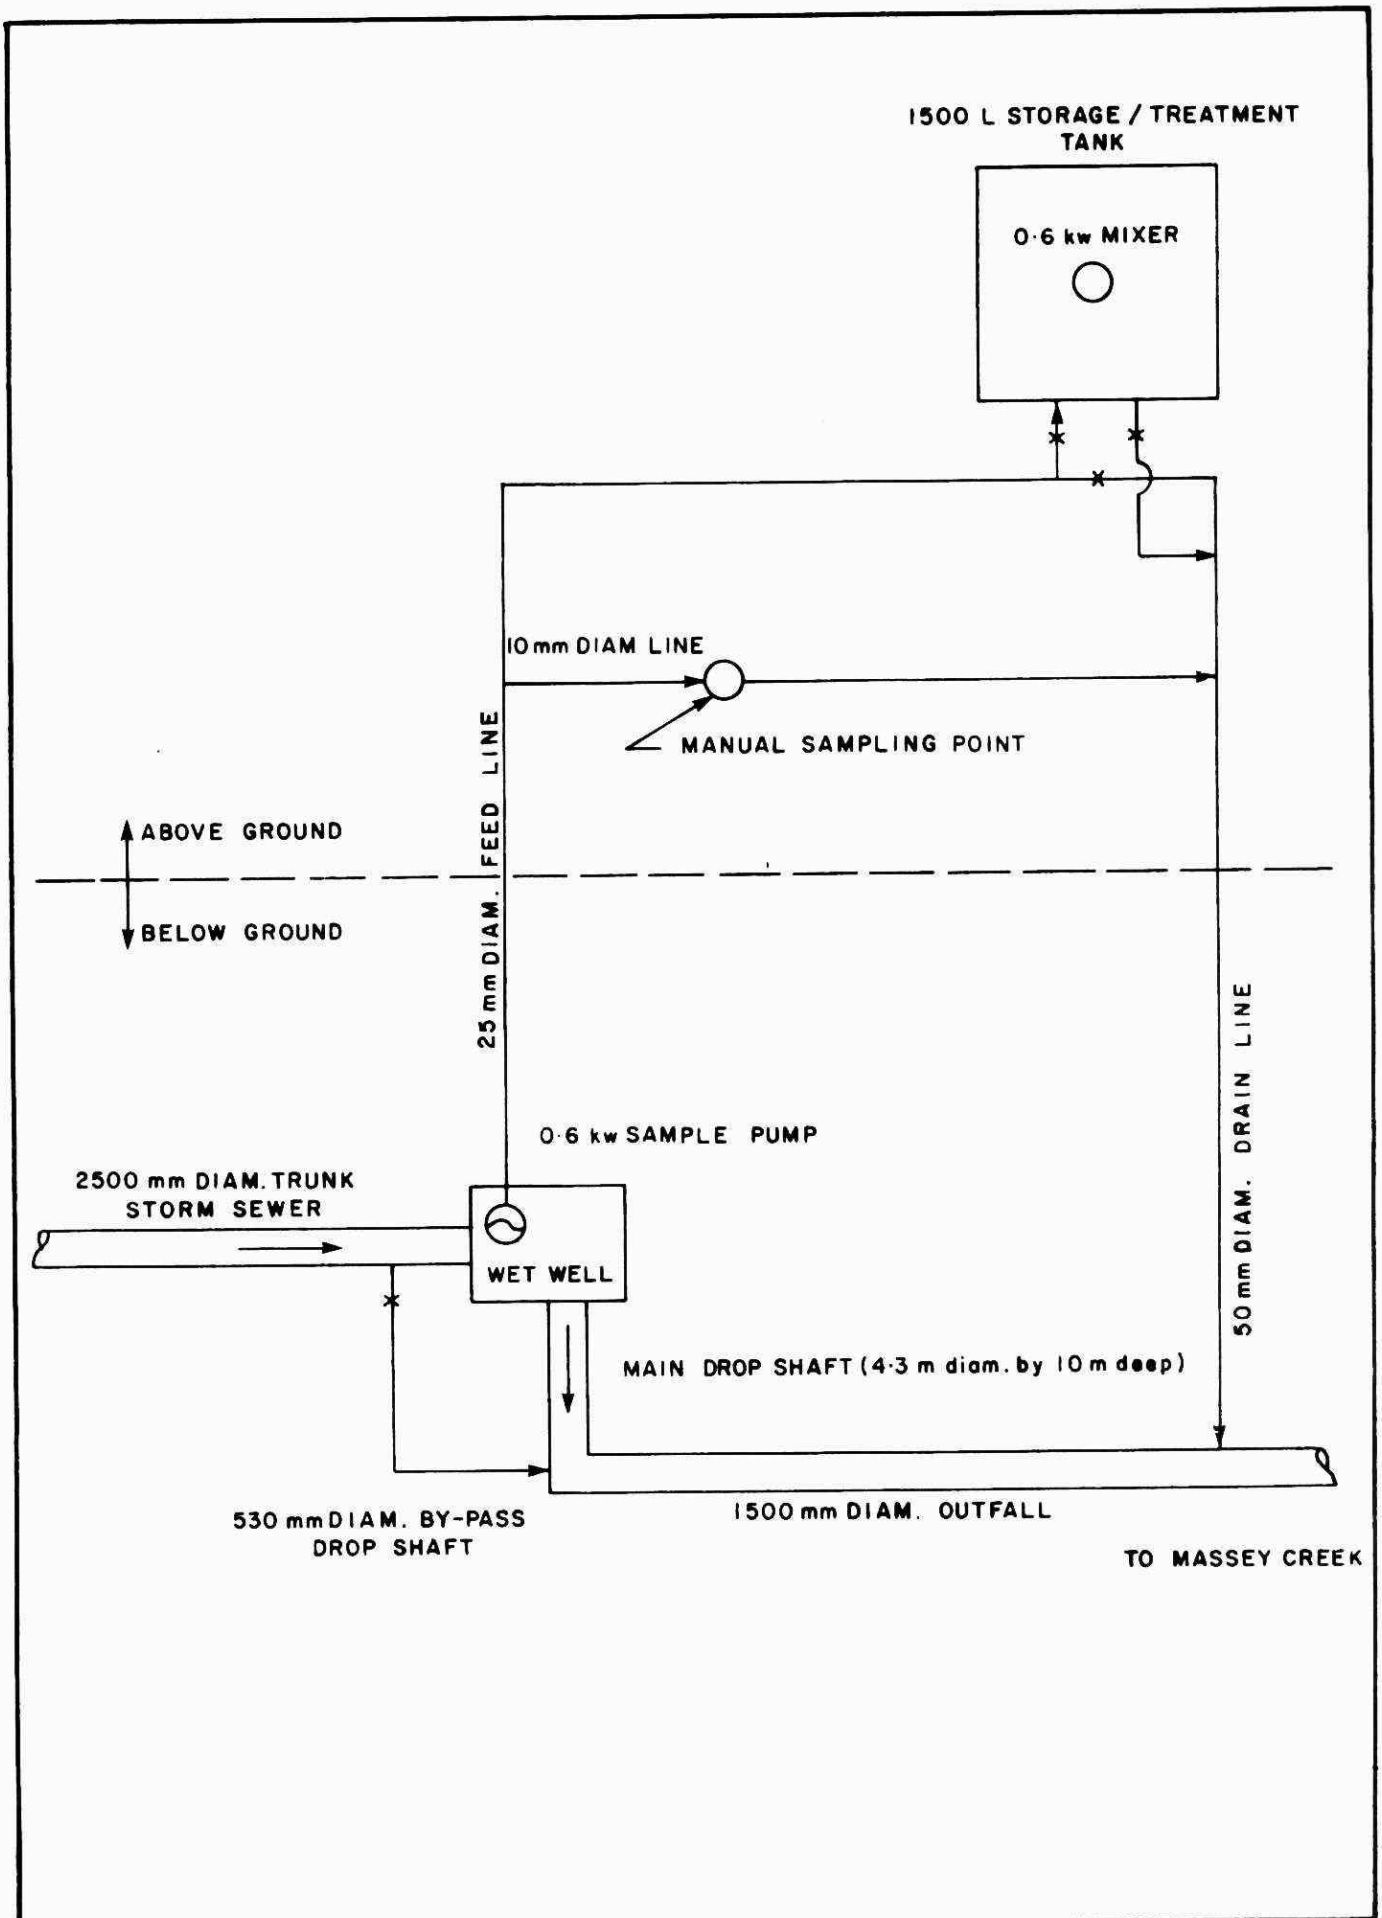 1500 L STORAGE / TREATMENT
TANK
0·6 kw MIXER
10 mm DIAM LINE
MANUAL SAMPLING POINT
25 mm DIAM. FEED LINE
ABOVE GROUND
BELOW GROUND
50 mm DIAM. DRAIN LINE
0·6 kw SAMPLE PUMP
2500 mm DIAM. TRUNK
STORM SEWER
WET WELL
MAIN DROP SHAFT (4·3 m diam. by 10 m deep)
530 mm DIAM. BY-PASS
DROP SHAFT
1500 mm DIAM. OUTFALL
TO MASSEY CREEK